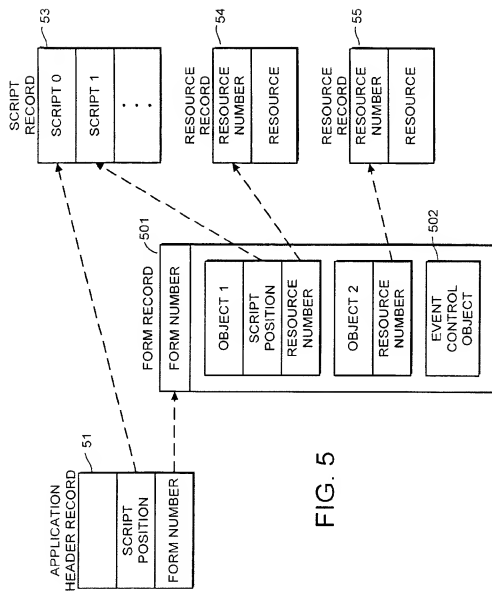 APPLICATION
HEADER RECORD
51
SCRIPT
POSITION
FORM NUMBER
FORM RECORD
501
FORM NUMBER
OBJECT 1
SCRIPT
POSITION
RESOURCE
NUMBER
OBJECT 2
RESOURCE
NUMBER
EVENT
CONTROL
OBJECT
502
SCRIPT
RECORD
53
SCRIPT 0
SCRIPT 1
. . .
RESOURCE
RECORD
54
RESOURCE
NUMBER
RESOURCE
RESOURCE
RECORD
55
RESOURCE
NUMBER
RESOURCE
FIG. 5